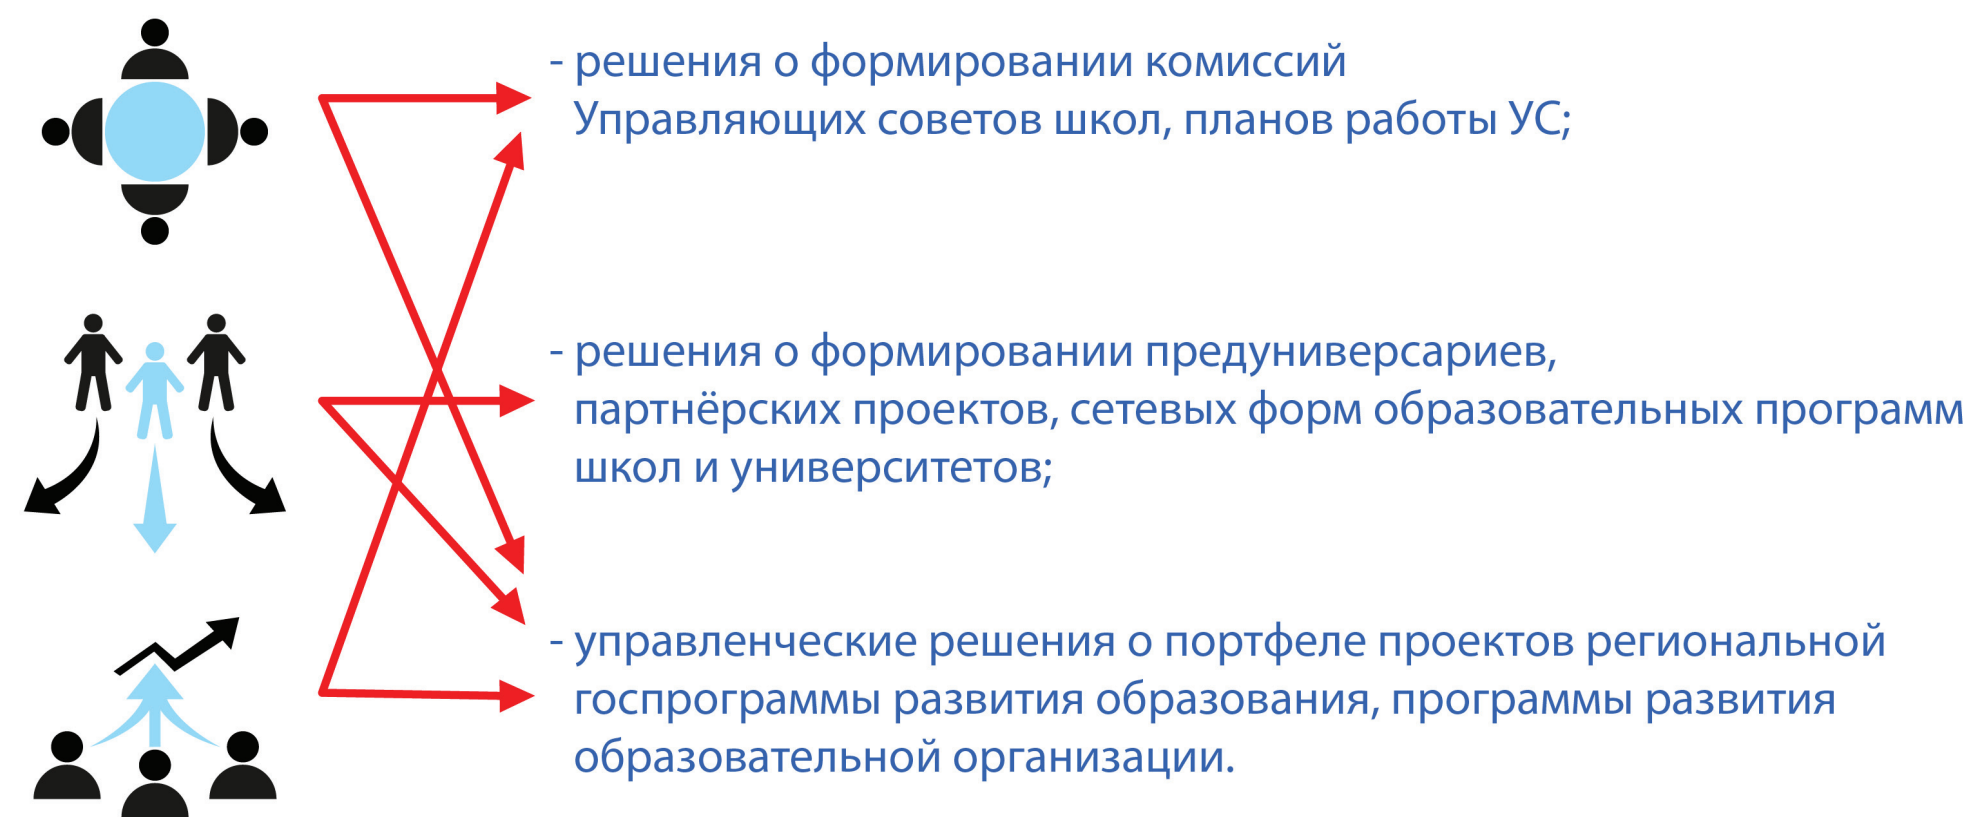 - решения о формировании комиссий
Управляющих советов школ, планов работы УС;
- решения о формировании предуниверсариев,
партнёрских проектов, сетевых форм образовательных программ
школ и университетов;
- управленческие решения о портфеле проектов региональной
госпрограммы развития образования, программы развития
образовательной организации.